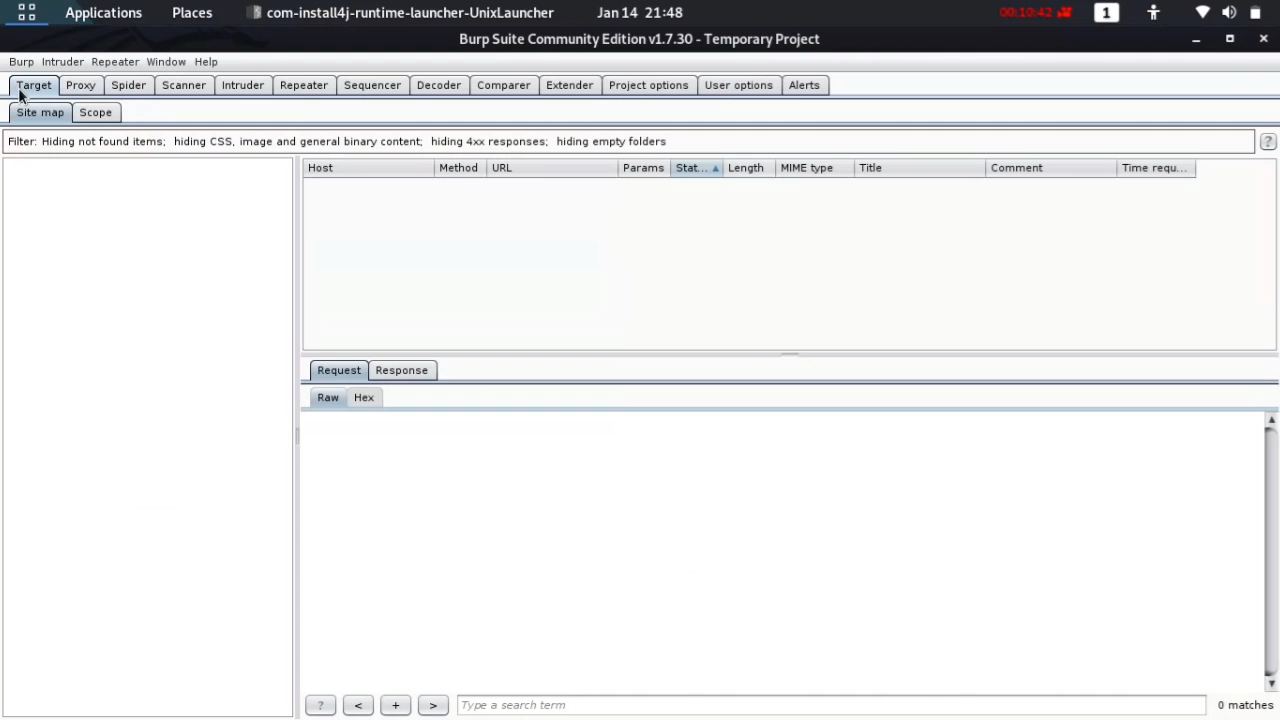 Applications Places com-install4j-runtime-launcher-UnixLauncher Jan 14 21:48 00:10:42 1
Burp Suite Community Edition v1.7.30 - Temporary Project
Burp Intruder Repeater Window Help
Target Proxy Spider Scanner Intruder Repeater Sequencer Decoder Comparer Extender Project options User options Alerts
Site map Scope
Filter: Hiding not found items; hiding CSS, image and general binary content; hiding 4xx responses; hiding empty folders ?
Host Method URL Params Stat... Length MIME type Title Comment Time requ...
Request Response
Raw Hex
? < + > Type a search term 0 matches